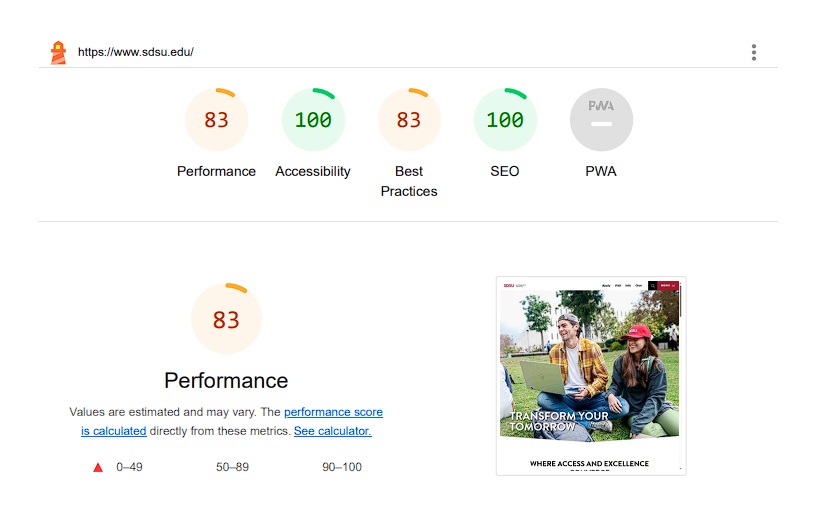 https://www.sdsu.edu/
83
100
83
100
PWA
Performance
Accessibility
Best
Practices
SEO
PWA
83
Performance
Values are estimated and may vary. The performance score
is calculated directly from these metrics. See calculator.
0–49
50–89
90–100
SDSU
Apply Visit Info Give
MENU
TRANSFORM YOUR
TOMORROW
WHERE ACCESS AND EXCELLENCE